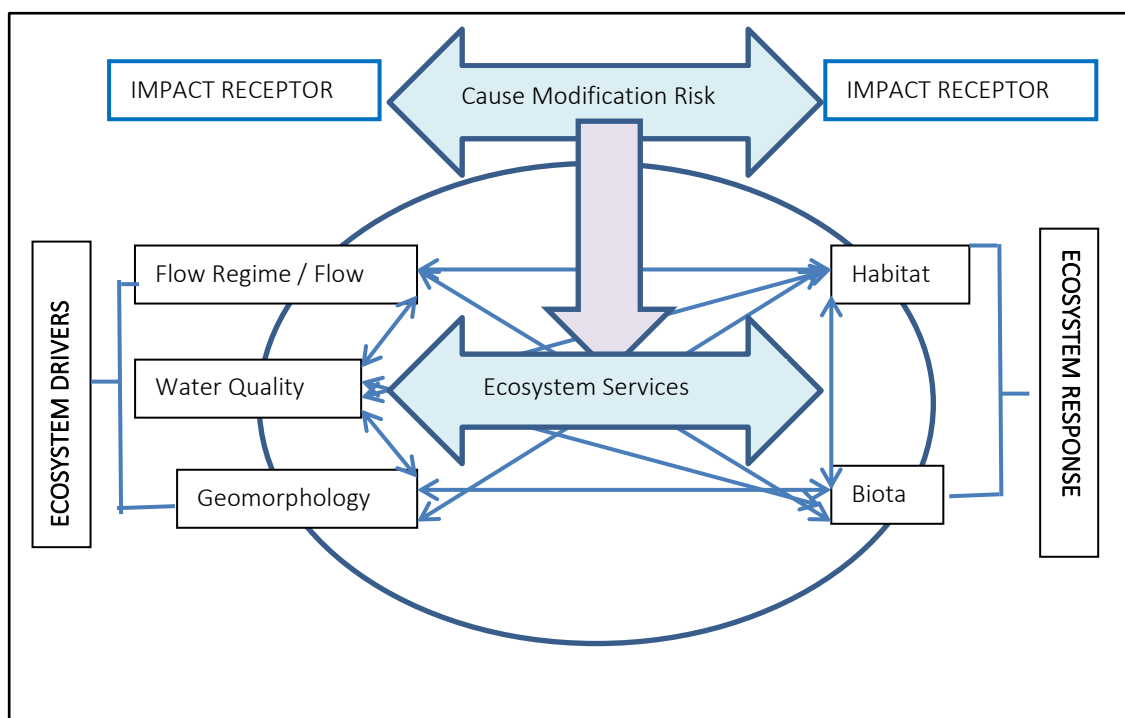 IMPACT RECEPTOR
Cause Modification Risk
IMPACT RECEPTOR
Flow Regime / Flow
Habitat
ECOSYSTEM DRIVERS
Water Quality
Ecosystem Services
ECOSYSTEM RESPONSE
Geomorphology
Biota